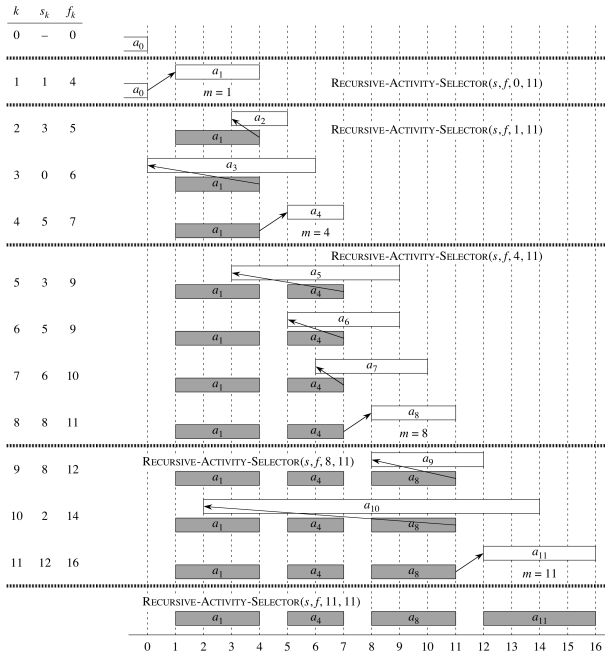 k s_k f_k
0 – 0
a_0
1 1 4
a_0 a_1
m = 1
RECURSIVE-ACTIVITY-SELECTOR(s, f, 0, 11)
2 3 5
a_2
a_1
RECURSIVE-ACTIVITY-SELECTOR(s, f, 1, 11)
3 0 6
a_3
a_1
4 5 7
a_4
a_1
m = 4
RECURSIVE-ACTIVITY-SELECTOR(s, f, 4, 11)
5 3 9
a_5
a_1 a_4
6 5 9
a_6
a_1 a_4
7 6 10
a_7
a_1 a_4
8 8 11
a_8
a_1 a_4
m = 8
9 8 12
RECURSIVE-ACTIVITY-SELECTOR(s, f, 8, 11)
a_9
a_1 a_4 a_8
10 2 14
a_10
a_1 a_4 a_8
11 12 16
a_11
a_1 a_4 a_8
m = 11
RECURSIVE-ACTIVITY-SELECTOR(s, f, 11, 11)
a_1 a_4 a_8 a_11
0 1 2 3 4 5 6 7 8 9 10 11 12 13 14 15 16